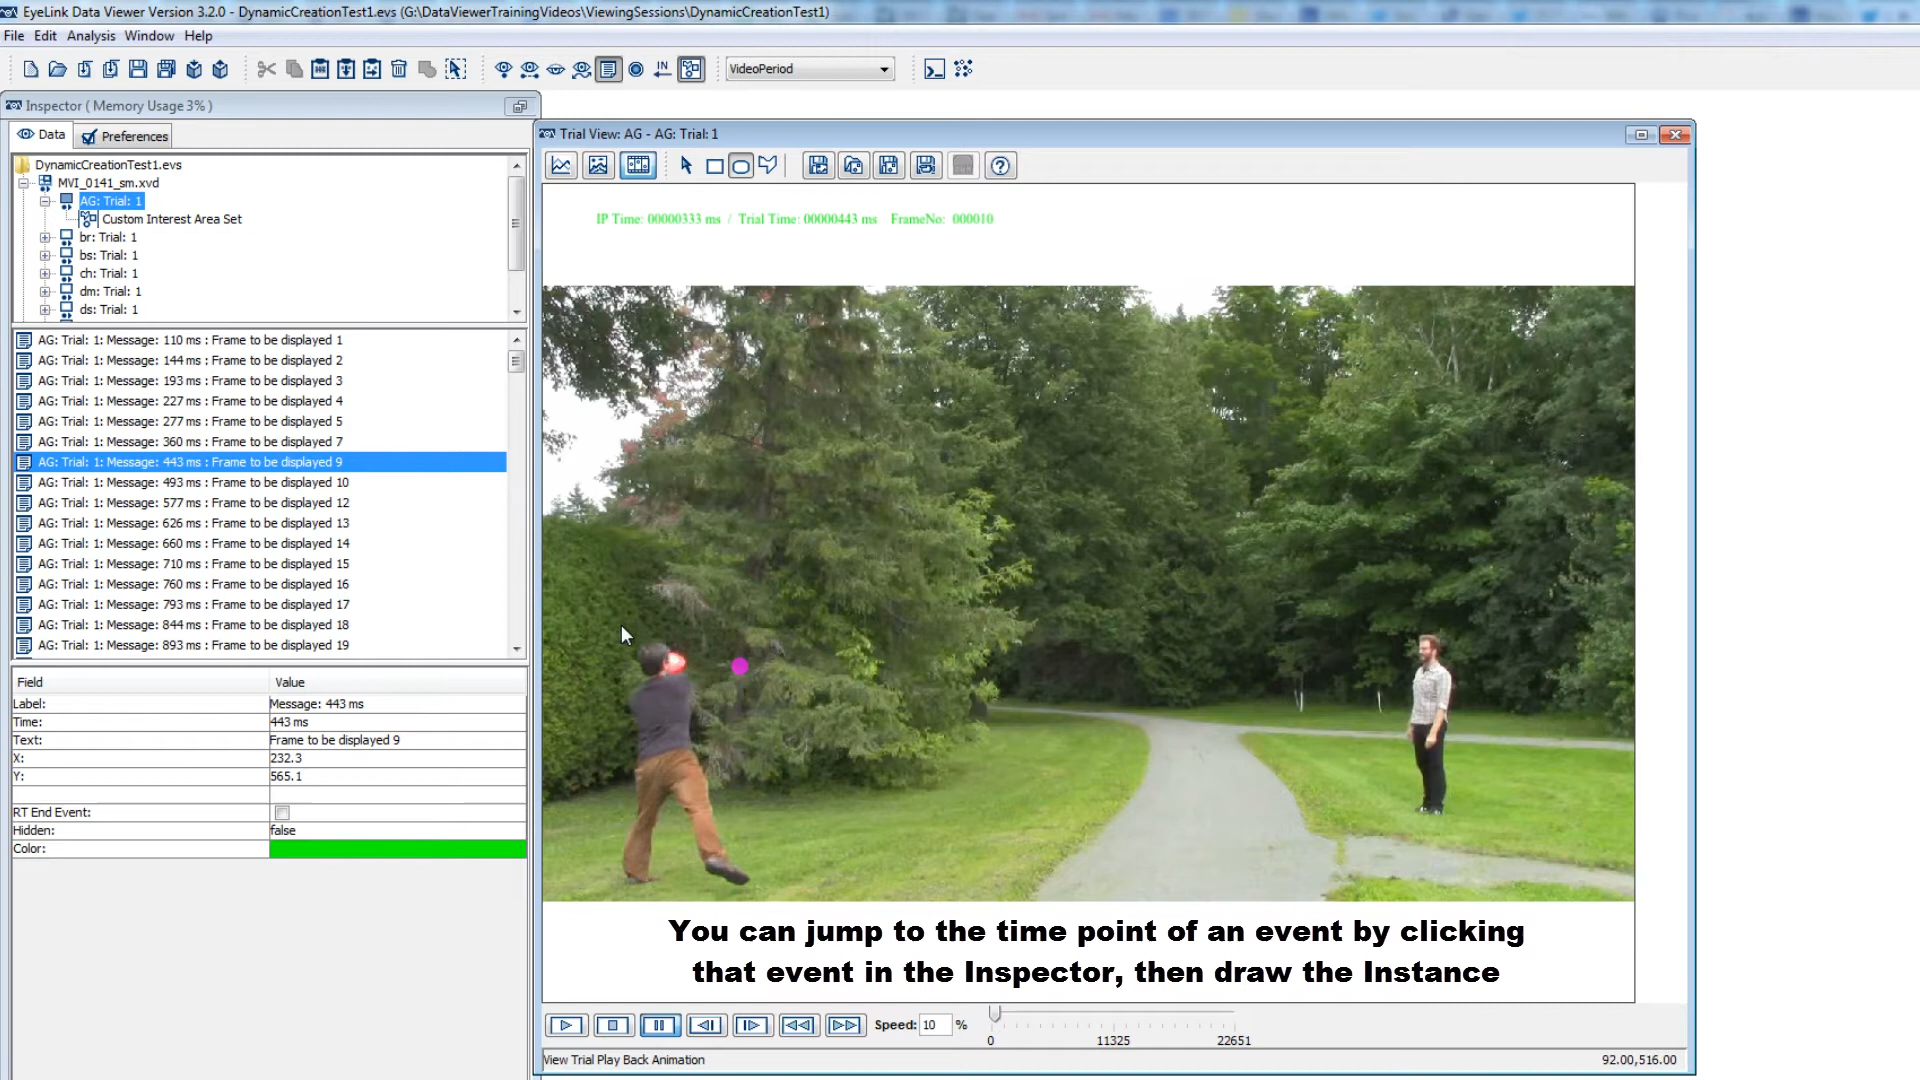 EyeLink Data Viewer Version 3.2.0 - DynamicCreationTest1.evs (G:\DataViewerTrainingVideos\ViewingSessions\DynamicCreationTest1)
File Edit Analysis Window Help
IN
VideoPeriod
Inspector ( Memory Usage 3% )
Data
Preferences
DynamicCreationTest1.evs
MVI_0141_sm.xvd
AG: Trial: 1
Custom Interest Area Set
br: Trial: 1
bs: Trial: 1
ch: Trial: 1
dm: Trial: 1
ds: Trial: 1
AG: Trial: 1: Message: 110 ms : Frame to be displayed 1
AG: Trial: 1: Message: 144 ms : Frame to be displayed 2
AG: Trial: 1: Message: 193 ms : Frame to be displayed 3
AG: Trial: 1: Message: 227 ms : Frame to be displayed 4
AG: Trial: 1: Message: 277 ms : Frame to be displayed 5
AG: Trial: 1: Message: 360 ms : Frame to be displayed 7
AG: Trial: 1: Message: 443 ms : Frame to be displayed 9
AG: Trial: 1: Message: 493 ms : Frame to be displayed 10
AG: Trial: 1: Message: 577 ms : Frame to be displayed 12
AG: Trial: 1: Message: 626 ms : Frame to be displayed 13
AG: Trial: 1: Message: 660 ms : Frame to be displayed 14
AG: Trial: 1: Message: 710 ms : Frame to be displayed 15
AG: Trial: 1: Message: 760 ms : Frame to be displayed 16
AG: Trial: 1: Message: 793 ms : Frame to be displayed 17
AG: Trial: 1: Message: 844 ms : Frame to be displayed 18
AG: Trial: 1: Message: 893 ms : Frame to be displayed 19
Field Value
Label: Message: 443 ms
Time: 443 ms
Text: Frame to be displayed 9
X: 232.3
Y: 565.1
RT End Event:
Hidden: false
Color:
Trial View: AG - AG: Trial: 1
IP Time: 00000333 ms / Trial Time: 00000443 ms FrameNo: 000010
You can jump to the time point of an event by clicking
that event in the Inspector, then draw the Instance
Speed: 10 %
0 11325 22651
View Trial Play Back Animation
92.00,516.00